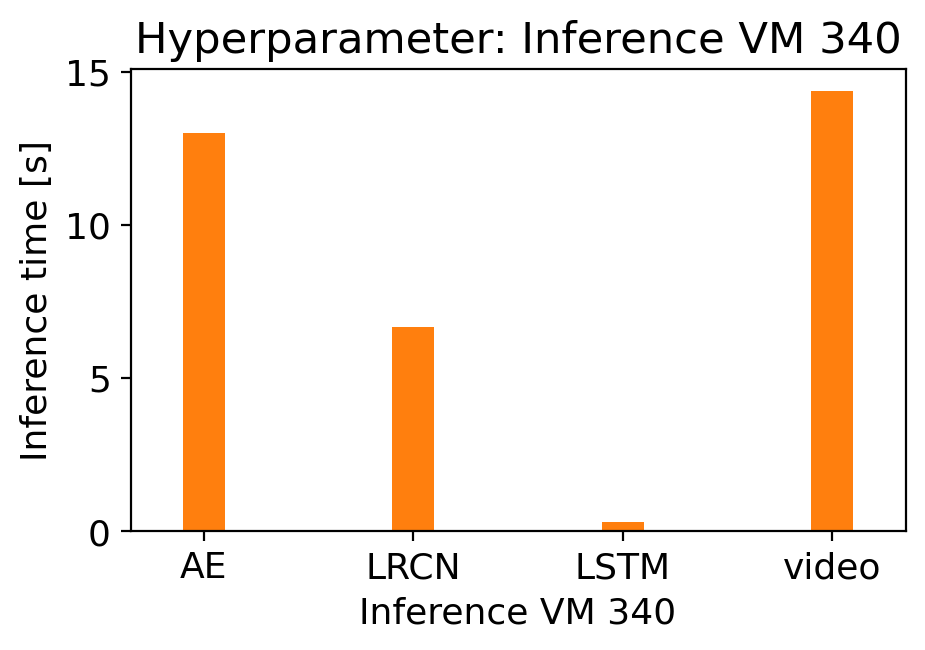 Hyperparameter: Inference VM 340
Inference time [s]
15
10
5
0
AE LRCN LSTM video
Inference VM 340